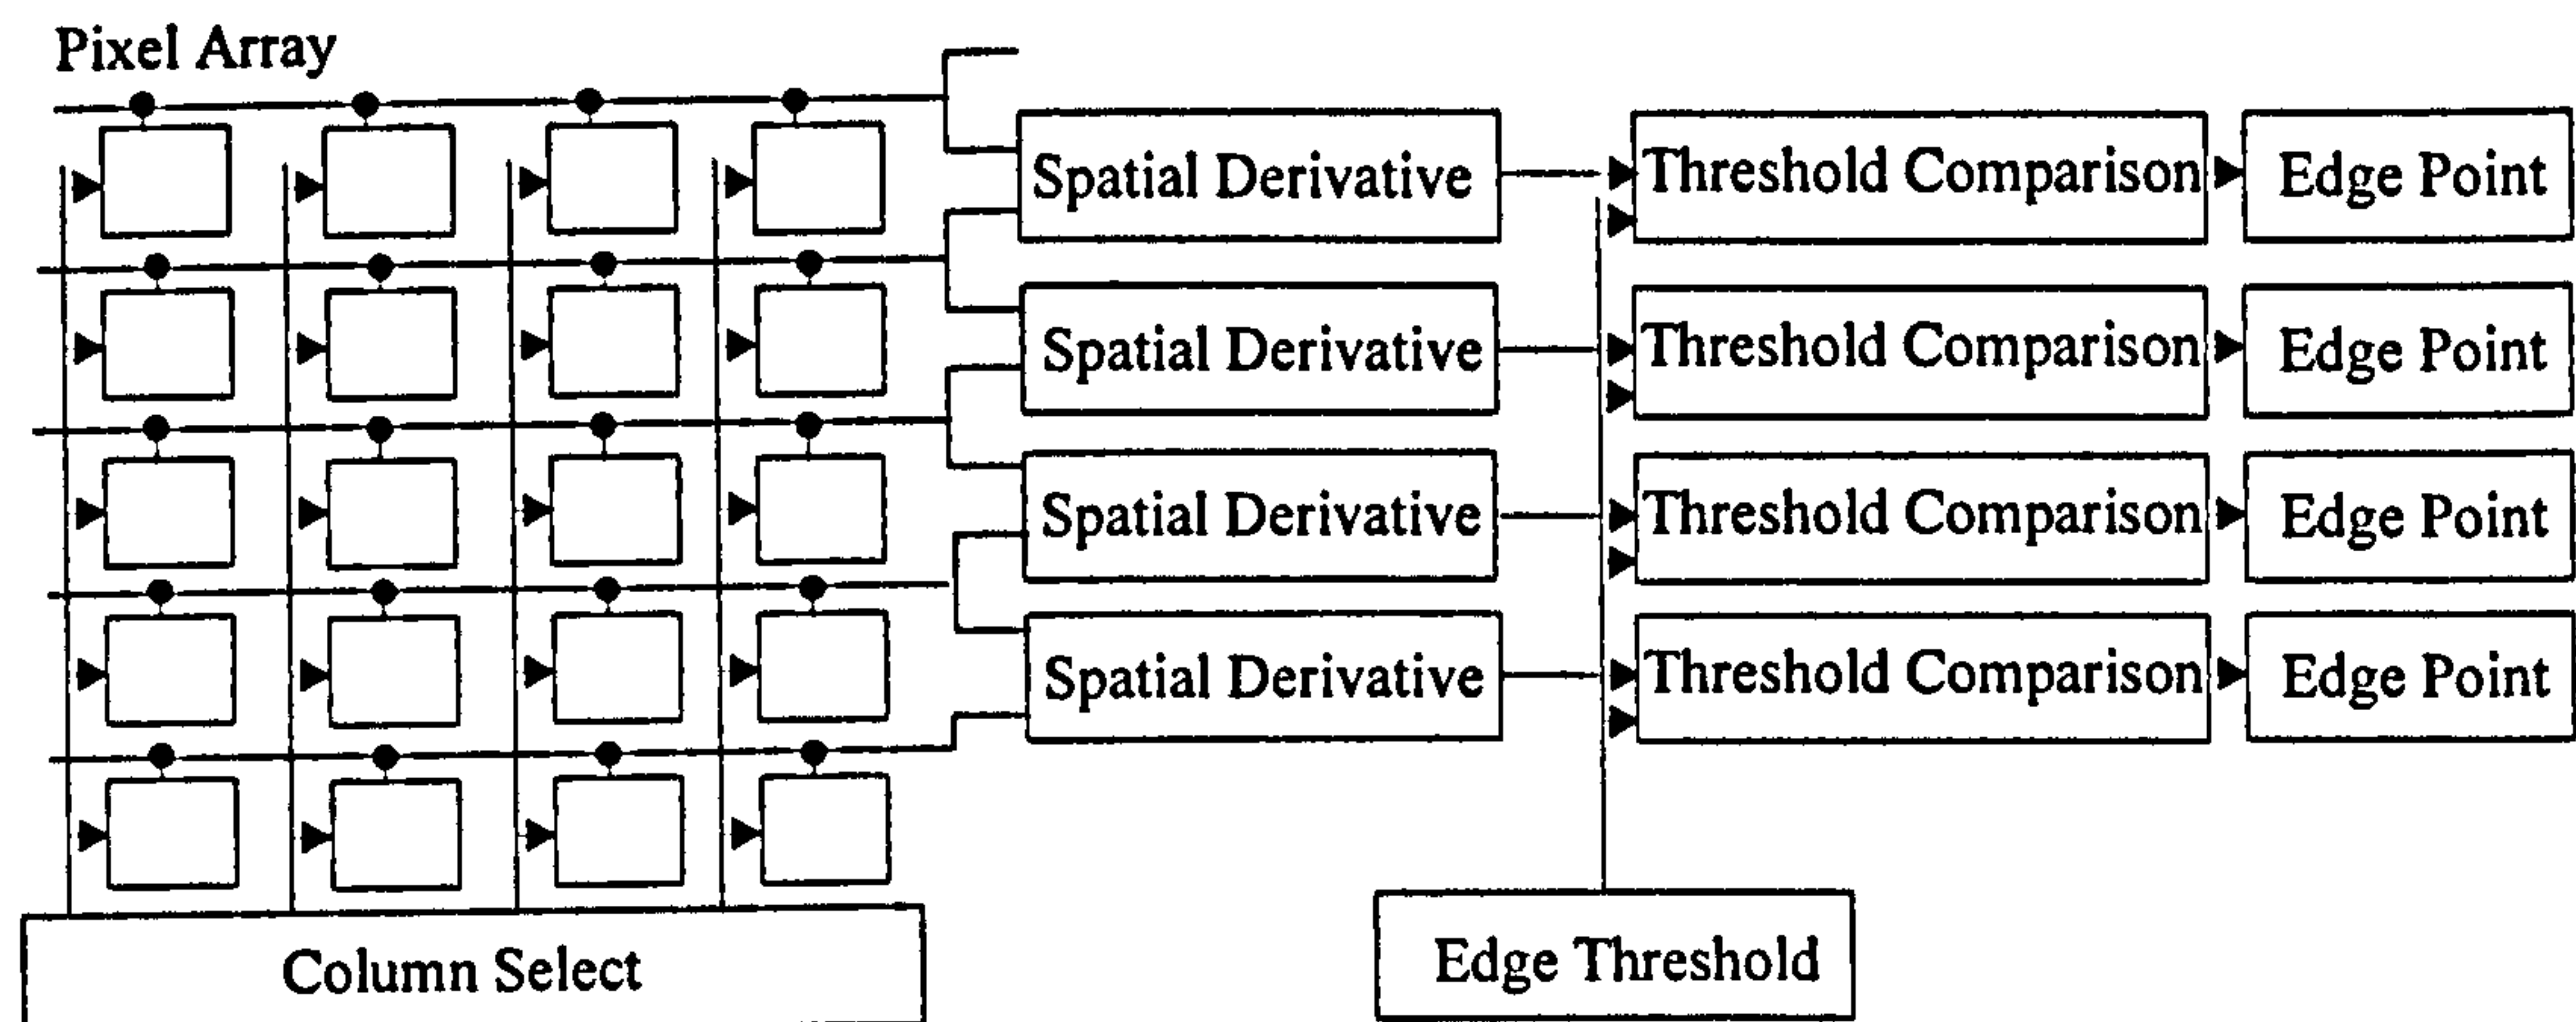 Pixel Array
Spatial Derivative
Threshold Comparison
Edge Point
Spatial Derivative
Threshold Comparison
Edge Point
Spatial Derivative
Threshold Comparison
Edge Point
Spatial Derivative
Threshold Comparison
Edge Point
Column Select
Edge Threshold